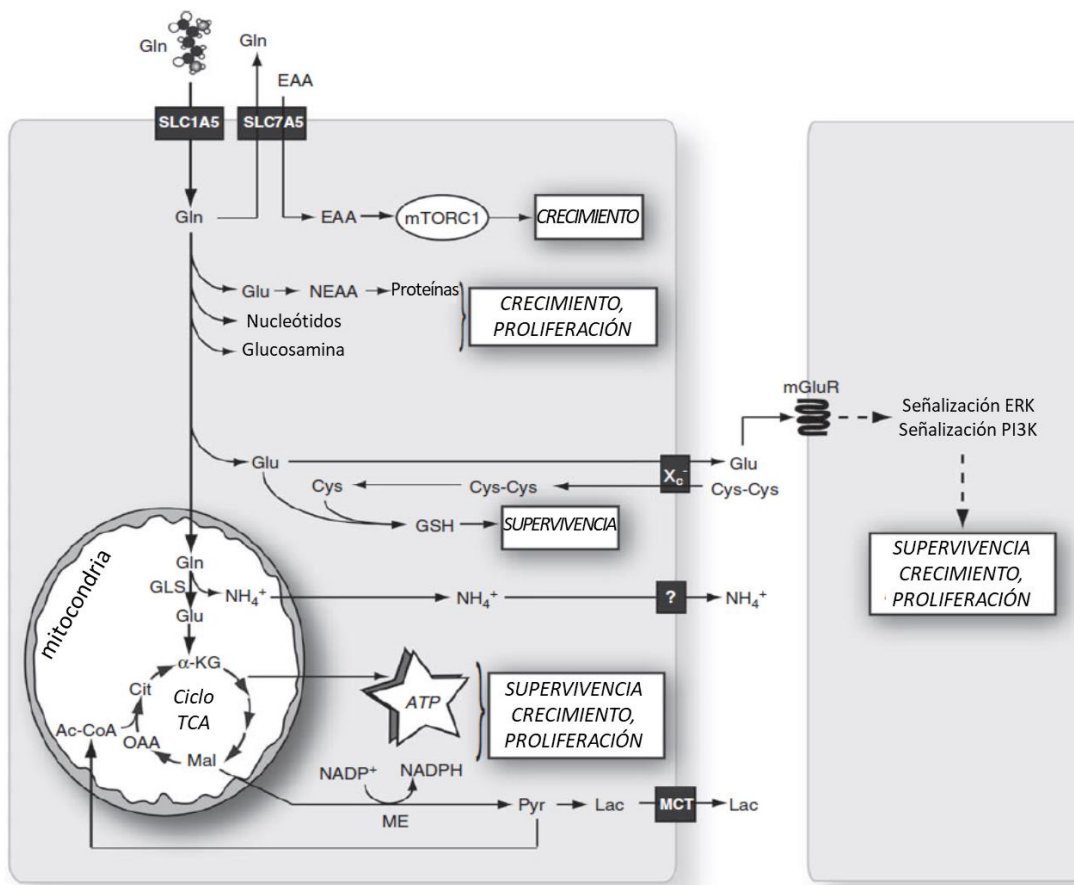 Gln
Gln
EAA
SLC1A5
SLC7A5
Gln
EAA
mTORC1
CRECIMIENTO
Glu
NEAA
Proteínas
Nucleótidos
Glucosamina
CRECIMIENTO,
PROLIFERACIÓN
mGluR
Señalización ERK
Señalización PI3K
Glu
Xc-
Glu
Cys
Cys-Cys
Cys-Cys
GSH
SUPERVIVENCIA
SUPERVIVENCIA
CRECIMIENTO,
PROLIFERACIÓN
mitocondria
Gln
GLS
NH4+
NH4+
?
NH4+
Glu
α-KG
Cit
Ciclo
TCA
Ac-CoA
OAA
Mal
ATP
SUPERVIVENCIA
CRECIMIENTO,
PROLIFERACIÓN
NADP+
NADPH
ME
Pyr
Lac
MCT
Lac